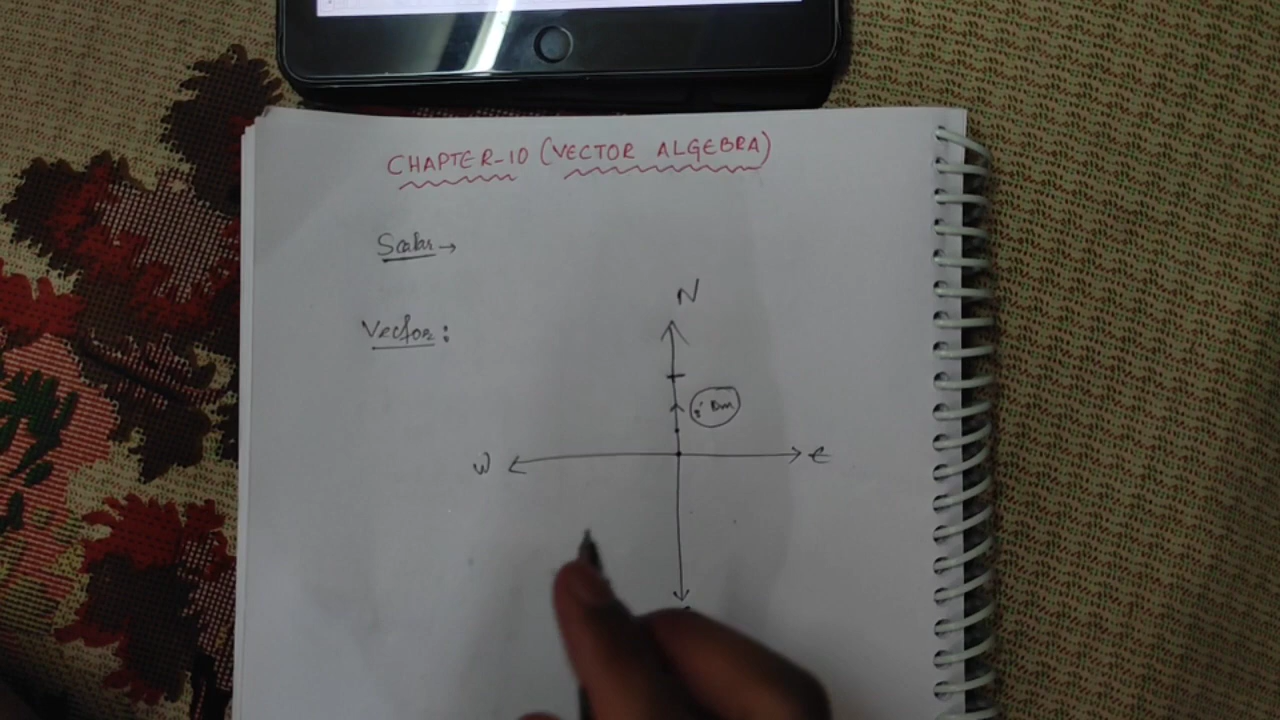 CHAPTER-10 (VECTOR ALGEBRA)
Scalar →
N
Vector :
W
E